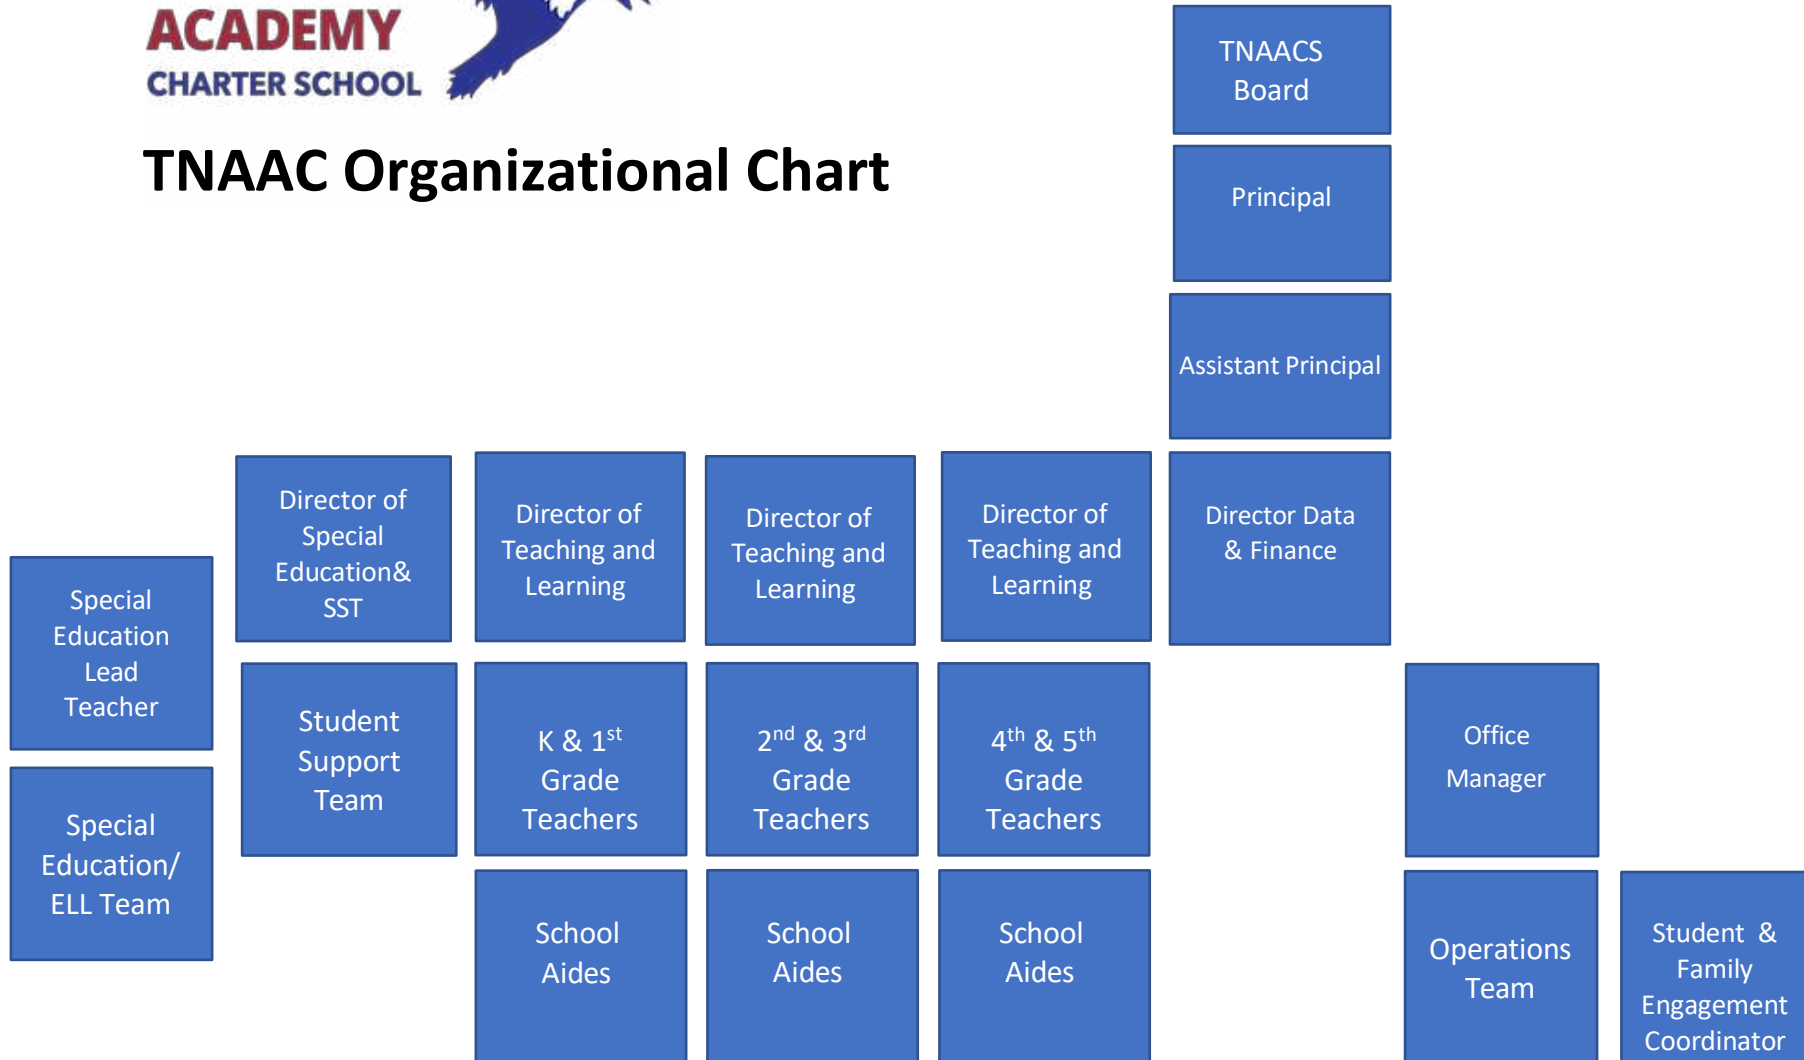 ACADEMY
CHARTER SCHOOL
TNAAC Organizational Chart
TNAACS
Board
Principal
Assistant Principal
Director of
Special
Education&
SST
Director of
Teaching and
Learning
Director of
Teaching and
Learning
Director of
Teaching and
Learning
Director Data
& Finance
Special
Education
Lead
Teacher
Student
Support
Team
K & 1st
Grade
Teachers
2nd & 3rd
Grade
Teachers
4th & 5th
Grade
Teachers
Office
Manager
Special
Education/
ELL Team
School
Aides
School
Aides
School
Aides
Operations
Team
Student & 
Family
Engagement
Coordinator